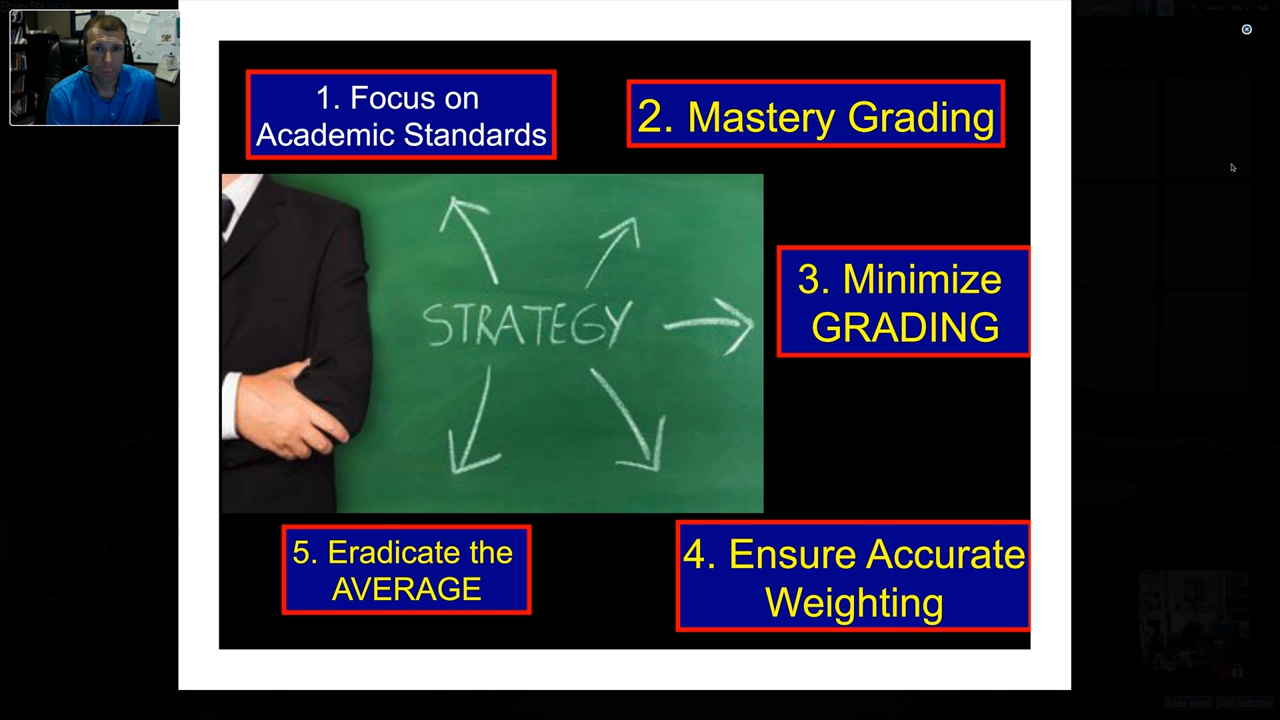 1. Focus on
Academic Standards
2. Mastery Grading
STRATEGY
3. Minimize
GRADING
5. Eradicate the
AVERAGE
4. Ensure Accurate
Weighting